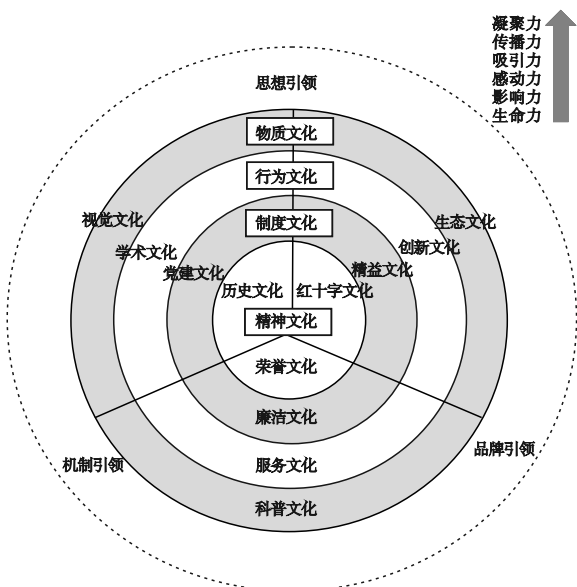 凝聚力
传播力
吸引力
感动力
影响力
生命力
思想引领
物质文化
行为文化
制度文化
视觉文化
生态文化
学术文化
创新文化
党建文化
精益文化
历史文化
红十字文化
精神文化
荣誉文化
廉洁文化
机制引领
品牌引领
服务文化
科普文化